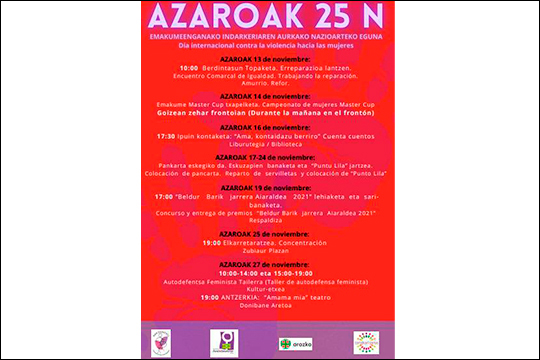 AZAROAK 25 N
EMAKUMEENGANAKO INDARKERIAREN AURKAKO NAZIOARTEKO EGUNA
Día internacional contra la violencia hacia las mujeres
AZAROAK 13 de noviembre:
10:00 Berdintasun Topaketa. Erreparazioa lantzen.
Encuentro Comarcal de Igualdad. Trabajando la reparación.
Amurrio. Refor.
AZAROAK 14 de noviembre:
Emakume Master Cup txapelketa. Campeonato de mujeres Master Cup
Goizean zehar frontoian (Durante la mañana en el frontón)
AZAROAK 16 de noviembre:
17:30 Ipuin kontaketa: "Ama, kontaidazu berriro" Cuenta cuentos
Liburutegia / Biblioteca
AZAROAK 17-24 de noviembre:
Pankarta eskegiko da. Eskuzapien banaketa eta "Puntu Lila" jartzea.
Colocación de pancarta. Reparto de servilletas y colocación de "Punto Lila"
AZAROAK 19 de noviembre:
17:00 "Beldur Barik jarrera Aiaraldea 2021" lehiaketa eta sari-
banaketa.
Concurso y entrega de premios "Beldur Barik jarrera Aiaraldea 2021"
Respaldiza
AZAROAK 25 de noviembre:
19:00 Elkarretaratzea. Concentración
Zubiaur Plazan
AZAROAK 27 de noviembre:
10:00-14:00 eta 15:00-19:00
Autodefentsa Feminista Tailerra (Taller de autodefensa feminista)
Kultur-etxea
19:00 ANTZERKIA: "Amama mia" teatro
Donibane Aretoa
orozko